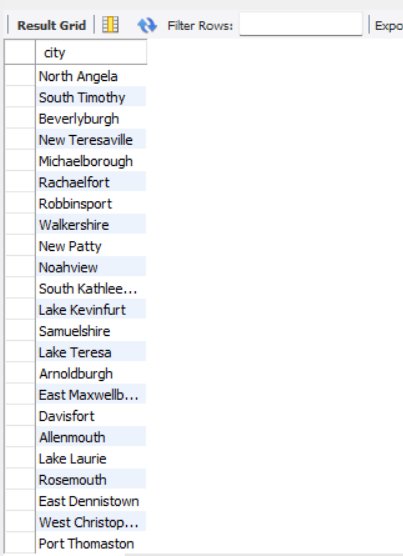 Result Grid Filter Rows: Expo
city
North Angela
South Timothy
Beverlyburgh
New Teresaville
Michaelborough
Rachaelfort
Robbinsport
Walkershire
New Patty
Noahview
South Kathlee...
Lake Kevinfurt
Samuelshire
Lake Teresa
Arnoldburgh
East Maxwellb...
Davisfort
Allenmouth
Lake Laurie
Rosemouth
East Dennistown
West Christop...
Port Thomaston